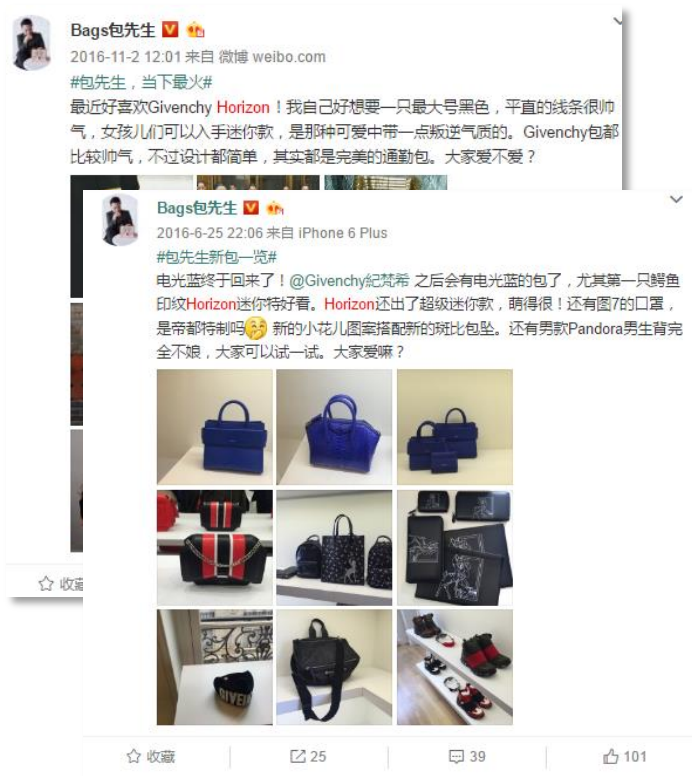 Bags包先生
2016-11-2 12:01 来自 微博 weibo.com
#包先生，当下最火#
最近好喜欢Givenchy Horizon！我自己好想要一只最大号黑色，平直的线条很帅
气，女孩儿们可以入手迷你款，是那种可爱中带一点叛逆气质的。Givenchy包都
比较帅气，不过设计都简单，其实都是完美的通勤包。大家爱不爱？
收藏
Bags包先生
2016-6-25 22:06 来自 iPhone 6 Plus
#包先生新包一览#
电光蓝终于回来了！@Givenchy紀梵希 之后会有电光蓝的包了，尤其第一只鳄鱼
印纹Horizon迷你特好看。Horizon还出了超级迷你款，萌得很！还有图7的口罩，
是帝都特制吗 新的小花儿图案搭配新的斑比包坠。还有男款Pandora男生背完
全不娘，大家可以试一试。大家爱嘛？
收藏 25 39 101